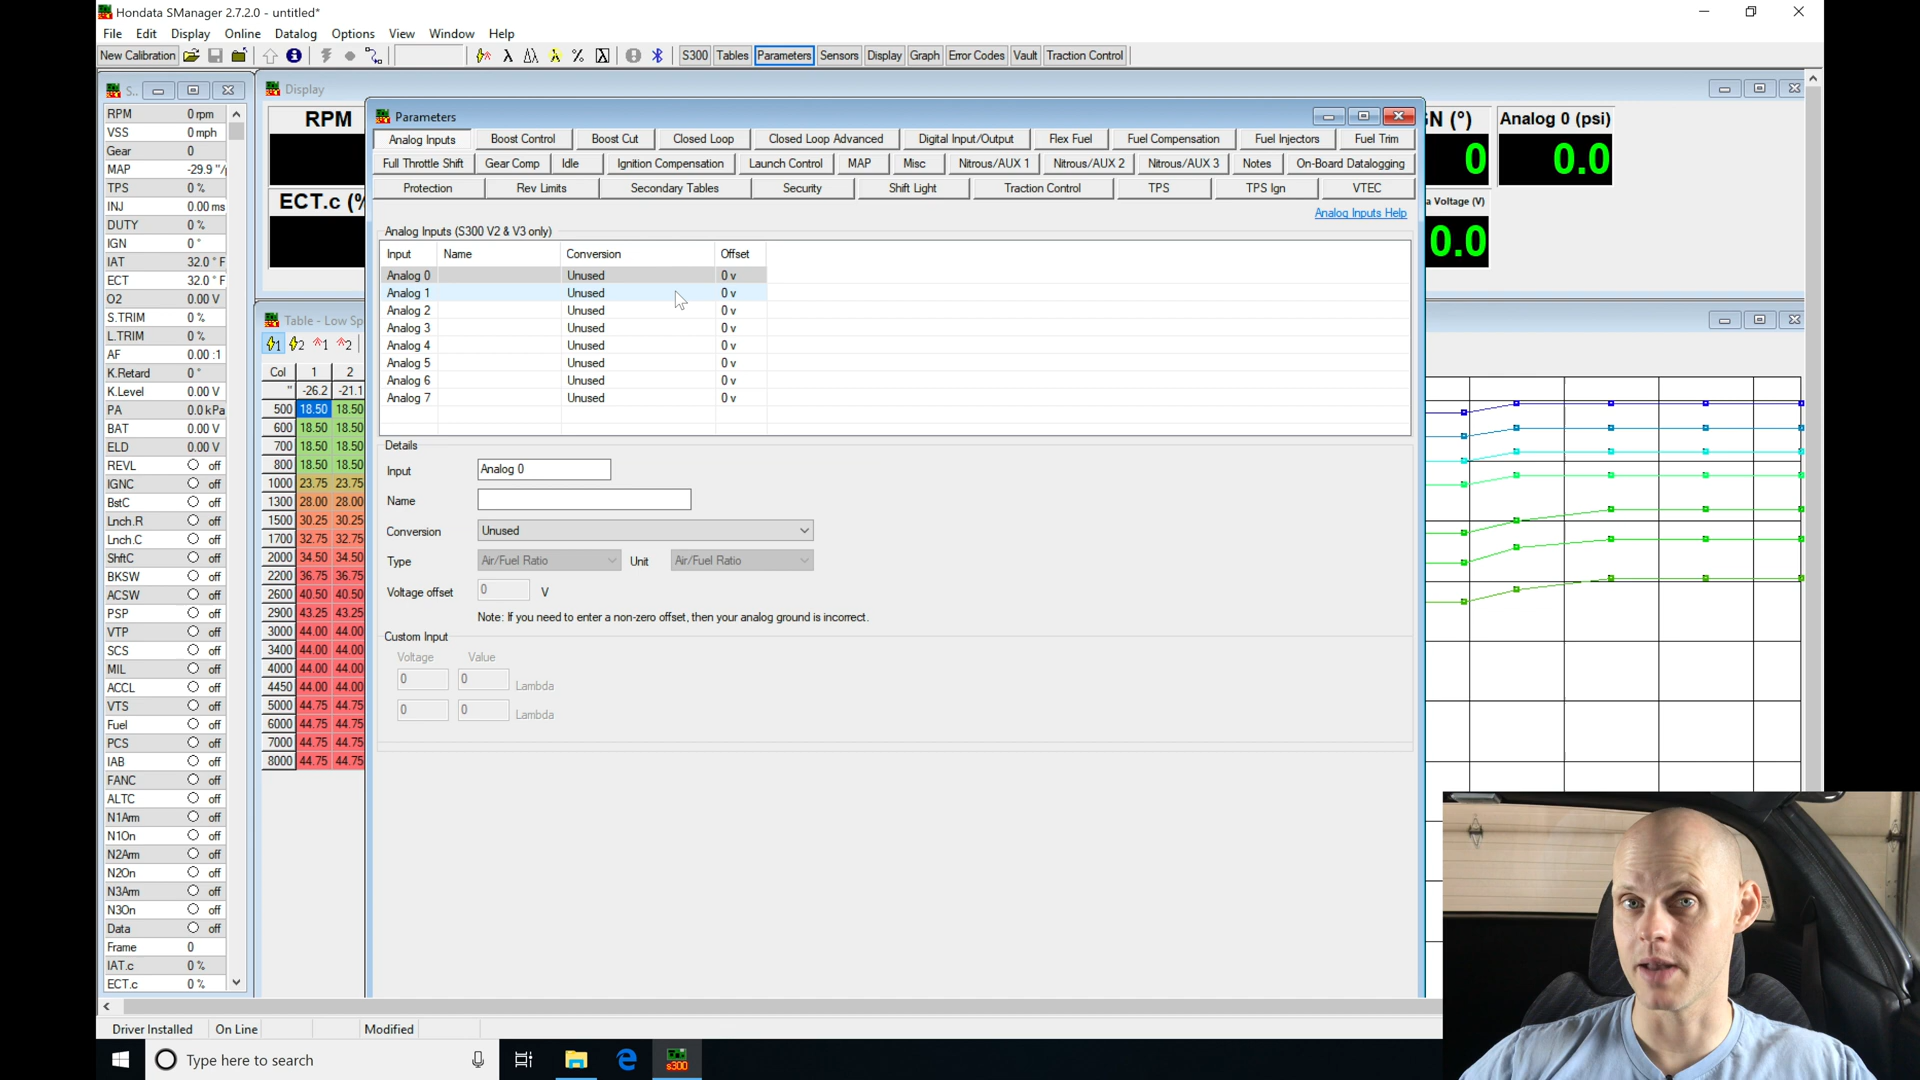 Hondata SManager 2.7.2.0 - untitled*
File Edit Display Online Datalog Options View Window Help
New Calibration S300 Tables Parameters Sensors Display Graph Error Codes Vault Traction Control
S..
RPM 0 rpm
VSS 0 mph
Gear 0
MAP -29.9 "/
TPS 0 %
INJ 0.00 ms
DUTY 0 %
IGN 0 °
IAT 32.0 ° F
ECT 32.0 ° F
O2 0.00 V
S.TRIM 0 %
L.TRIM 0 %
AF 0.00 :1
K.Retard 0 °
K.Level 0.00 V
PA 0.0 kPa
BAT 0.00 V
ELD 0.00 V
REVL off
IGNC off
BstC off
Lnch.R off
Lnch.C off
ShftC off
BKSW off
ACSW off
PSP off
VTP off
SCS off
MIL off
ACCL off
VTS off
Fuel off
PCS off
IAB off
FANC off
ALTC off
N1Arm off
N1On off
N2Arm off
N2On off
N3Arm off
N3On off
Data off
Frame 0
IAT.c 0 %
ECT.c 0 %
Display
RPM
ECT.c (%
N (°) Analog 0 (psi)
0 0.0
a Voltage (V)
0.0
Table - Low Sp
1 2 1 2
Col 1 2
" -26.2 -21.1
500 18.50 18.50
600 18.50 18.50
700 18.50 18.50
800 18.50 18.50
1000 23.75 23.75
1300 28.00 28.00
1500 30.25 30.25
1700 32.75 32.75
2000 34.50 34.50
2200 36.75 36.75
2600 40.50 40.50
2900 43.25 43.25
3000 44.00 44.00
3400 44.00 44.00
4000 44.00 44.00
4450 44.00 44.00
5000 44.75 44.75
6000 44.75 44.75
7000 44.75 44.75
8000 44.75 44.75
Parameters
Analog Inputs Boost Control Boost Cut Closed Loop Closed Loop Advanced Digital Input/Output Flex Fuel Fuel Compensation Fuel Injectors Fuel Trim
Full Throttle Shift Gear Comp Idle Ignition Compensation Launch Control MAP Misc Nitrous/AUX 1 Nitrous/AUX 2 Nitrous/AUX 3 Notes On-Board Datalogging
Protection Rev Limits Secondary Tables Security Shift Light Traction Control TPS TPS Ign VTEC
Analog Inputs Help
Analog Inputs (S300 V2 & V3 only)
Input Name Conversion Offset
Analog 0 Unused 0 v
Analog 1 Unused 0 v
Analog 2 Unused 0 v
Analog 3 Unused 0 v
Analog 4 Unused 0 v
Analog 5 Unused 0 v
Analog 6 Unused 0 v
Analog 7 Unused 0 v
Details
Input Analog 0
Name
Conversion Unused
Type Air/Fuel Ratio Unit Air/Fuel Ratio
Voltage offset 0 V
Note: If you need to enter a non-zero offset, then your analog ground is incorrect.
Custom Input
Voltage Value
0 0 Lambda
0 0 Lambda
Driver Installed On Line Modified
Type here to search
s300